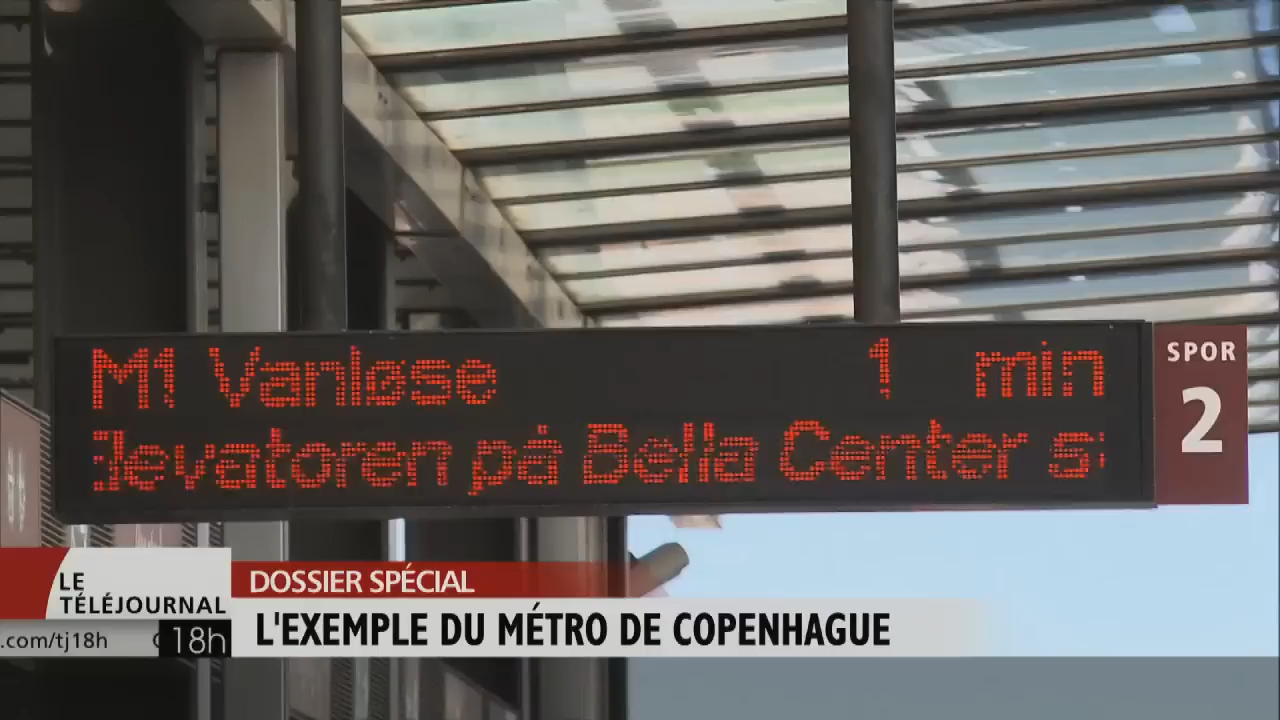 M1 Vanløse 1 min
Elevatoren på Bella Center s
SPOR
2
LE
TÉLÉJOURNAL
18h
.com/tj18h
DOSSIER SPÉCIAL
L'EXEMPLE DU MÉTRO DE COPENHAGUE